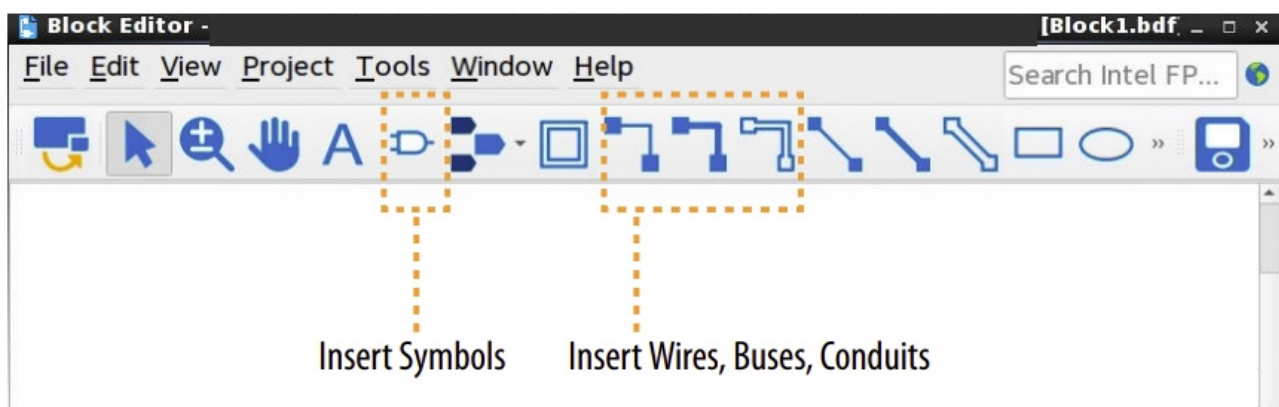 Block Editor - [Block1.bdf]
File Edit View Project Tools Window Help
Search Intel FP...
A
»
»
Insert Symbols Insert Wires, Buses, Conduits